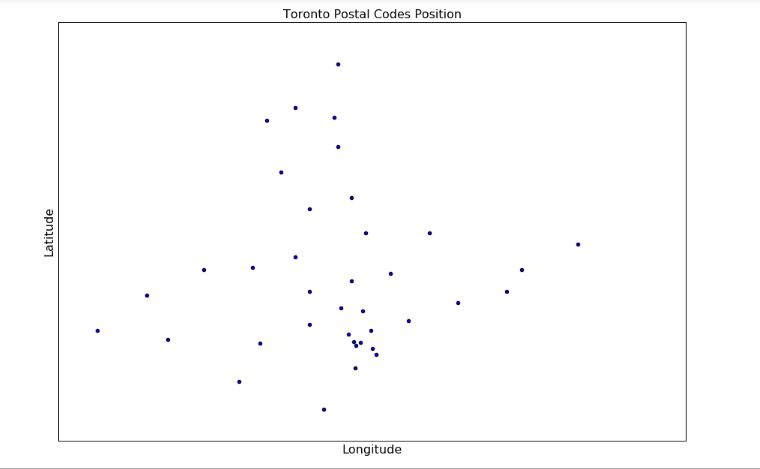 Toronto Postal Codes Position
Latitude
Longitude